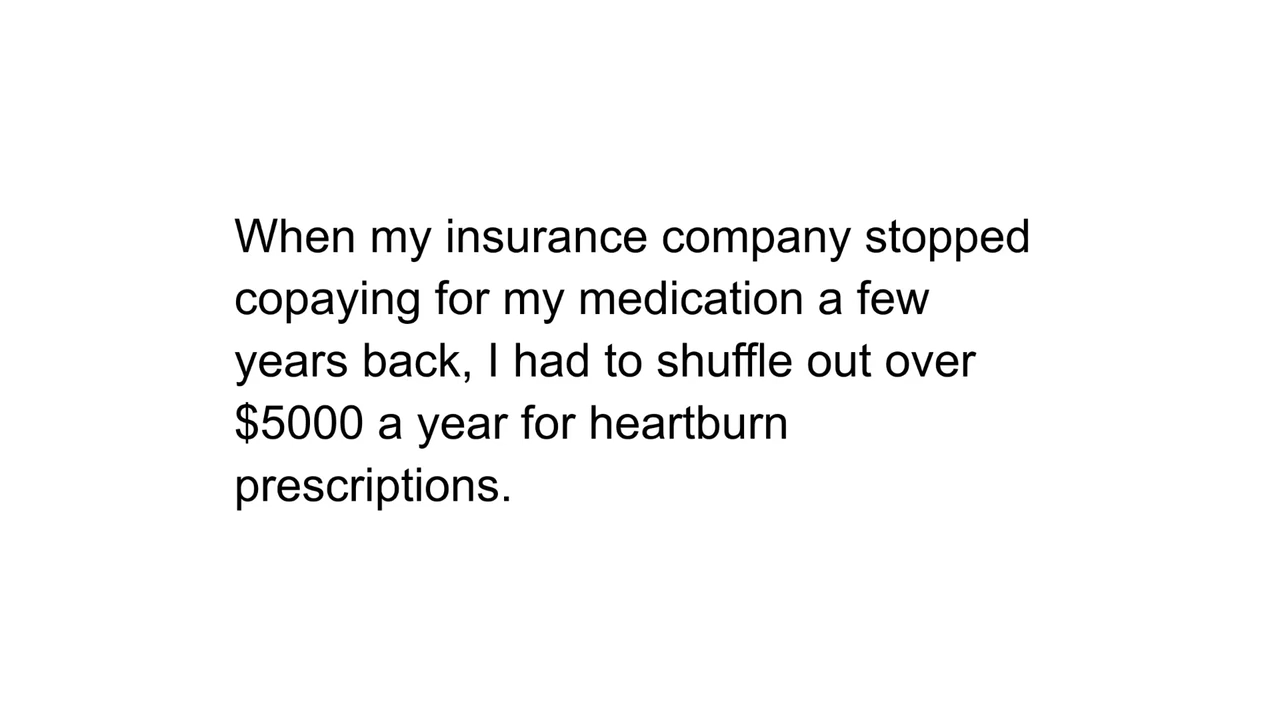 When my insurance company stopped
copaying for my medication a few
years back, I had to shuffle out over
$5000 a year for heartburn
prescriptions.